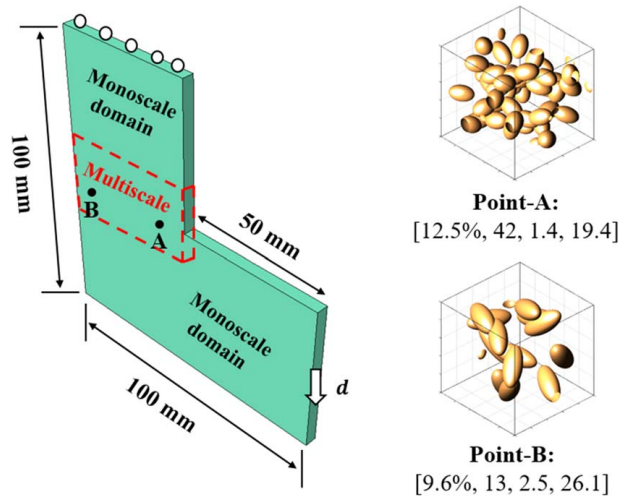 Monoscale
domain
100 mm
Multiscale
B
A
50 mm
Monoscale
domain
d
100 mm
Point-A:
[12.5%, 42, 1.4, 19.4]
Point-B:
[9.6%, 13, 2.5, 26.1]